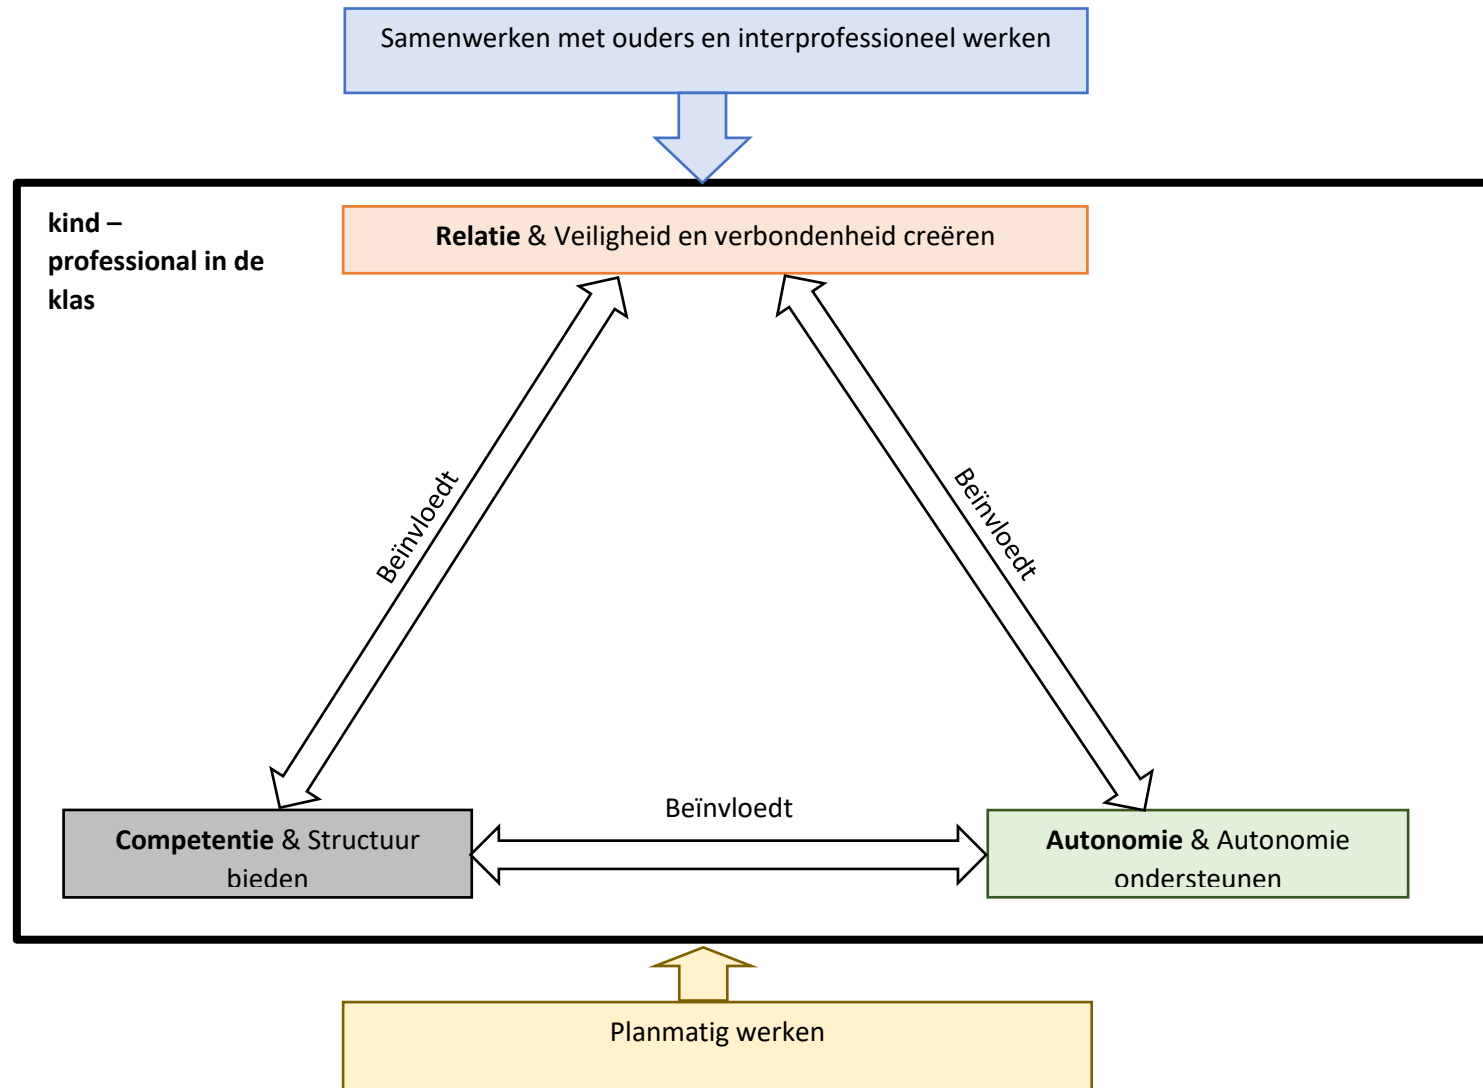 Samenwerken met ouders en interprofessioneel werken
kind –
professional in de
klas
Relatie & Veiligheid en verbondenheid creëren
Beïnvloedt
Beïnvloedt
Beïnvloedt
Competentie & Structuur
bieden
Autonomie & Autonomie
ondersteunen
Planmatig werken